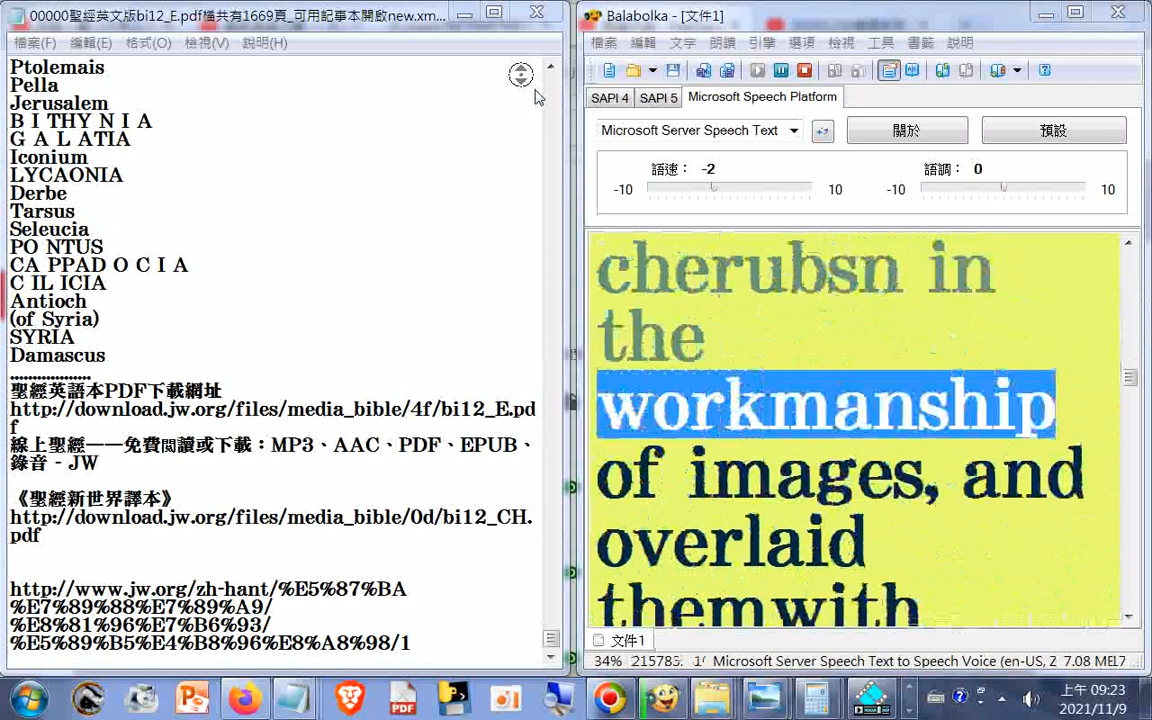 00000聖經英文版bi12_E.pdf檔共有1669頁_可用記事本開啟new.xm...
檔案(F) 編輯(E) 格式(O) 檢視(V) 說明(H)
Ptolemais
Pella
Jerusalem
B I THY N I A
G A L ATIA
Iconium
LYCAONIA
Derbe
Tarsus
Seleucia
PO NTUS
CA PPAD O C I A
C IL ICIA
Antioch
(of Syria)
SYRIA
Damascus
..................
聖經英語本PDF下載網址
http://download.jw.org/files/media_bible/4f/bi12_E.pd
f
線上聖經——免費閱讀或下載：MP3、AAC、PDF、EPUB、
錄音 - JW
《聖經新世界譯本》
http://download.jw.org/files/media_bible/0d/bi12_CH.
pdf
http://www.jw.org/zh-hant/%E5%87%BA
%E7%89%88%E7%89%A9/
%E8%81%96%E7%B6%93/
%E5%89%B5%E4%B8%96%E8%A8%98/1
Balabolka - [文件1]
檔案 編輯 文字 朗讀 引擎 選項 檢視 工具 書籤 說明
SAPI 4 SAPI 5 Microsoft Speech Platform
Microsoft Server Speech Text 關於 預設
語速： -2 語調： 0
-10 10 -10 10
cherubsn in
the
workmanship
of images, and
overlaid
themwith
文件1
34% 215783. Microsoft Server Speech Text to Speech Voice (en-US, Z 7.08 ME
PDF
上午 09:23
2021/11/9